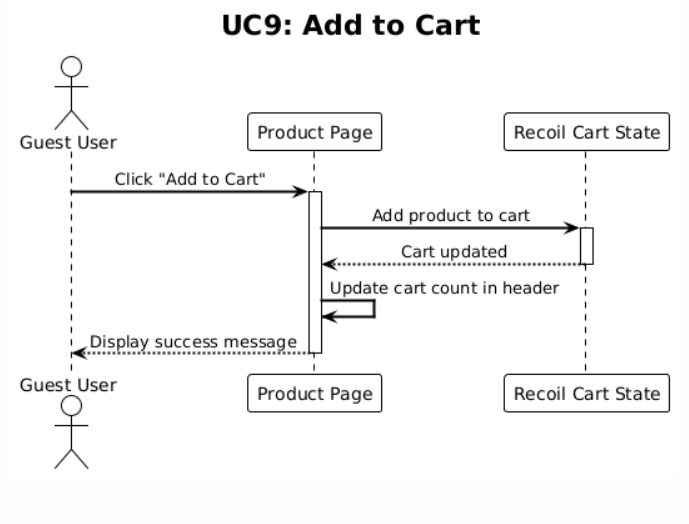 UC9: Add to Cart
Guest User
Product Page
Recoil Cart State
Click "Add to Cart"
Add product to cart
Cart updated
Update cart count in header
Display success message
Guest User
Product Page
Recoil Cart State